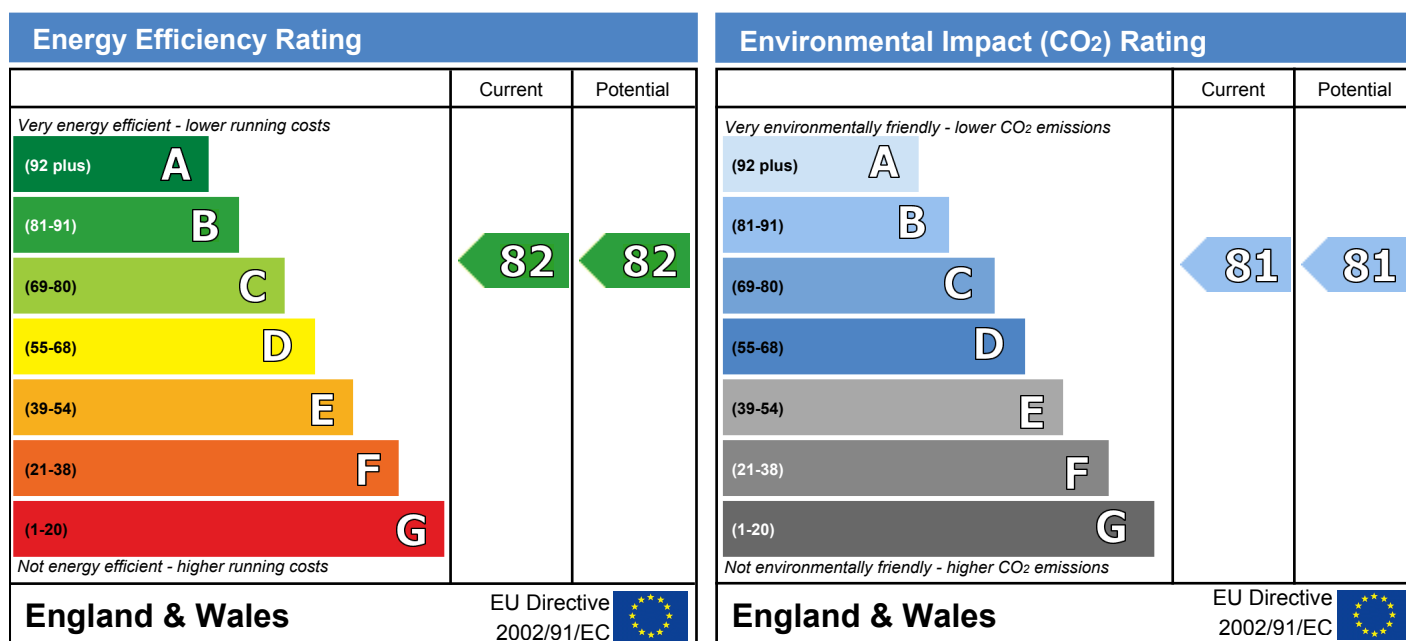 Energy Efficiency Rating
Current Potential
Very energy efficient - lower running costs
(92 plus) A
(81-91) B
(69-80) C
(55-68) D
(39-54) E
(21-38) F
(1-20) G
82 82
Not energy efficient - higher running costs
England & Wales
EU Directive
2002/91/EC
Environmental Impact (CO2) Rating
Current Potential
Very environmentally friendly - lower CO2 emissions
(92 plus) A
(81-91) B
(69-80) C
(55-68) D
(39-54) E
(21-38) F
(1-20) G
81 81
Not environmentally friendly - higher CO2 emissions
England & Wales
EU Directive
2002/91/EC